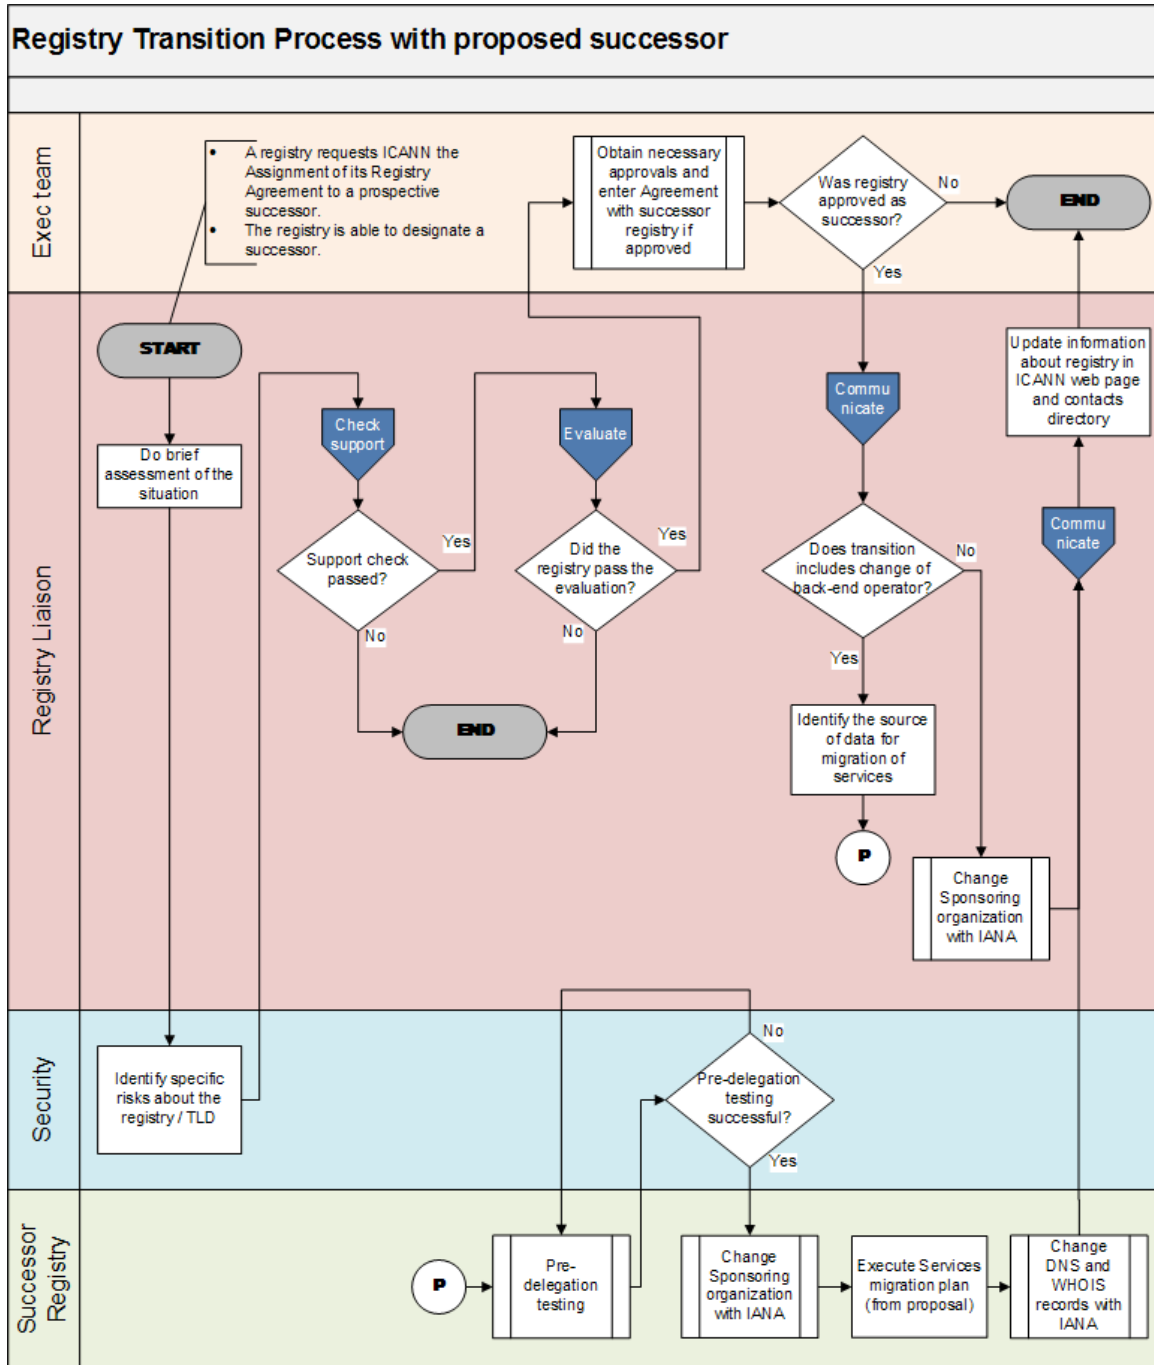 Registry Transition Process with proposed successor
Exec team
• A registry requests ICANN the
Assignment of its Registry
Agreement to a prospective
successor.
• The registry is able to designate a
successor.
Obtain necessary
approvals and
enter Agreement
with successor
registry if
approved
Was registry
approved as
successor?
No
END
Yes
Registry Liaison
START
Do brief
assessment of the
situation
Check
support
Support check
passed?
Yes
No
Evaluate
Did the
registry pass the
evaluation?
Yes
No
END
Commu
nicate
Does transition
includes change of
back-end operator?
No
Yes
Identify the source
of data for
migration of
services
P
Change
Sponsoring
organization
with IANA
Update information
about registry in
ICANN web page
and contacts
directory
Commu
nicate
Security
Identify specific
risks about the
registry / TLD
No
Pre-delegation
testing
successful?
Yes
Successor
Registry
P
Pre-
delegation
testing
Change
Sponsoring
organization
with IANA
Execute Services
migration plan
(from proposal)
Change
DNS and
WHOIS
records with
IANA